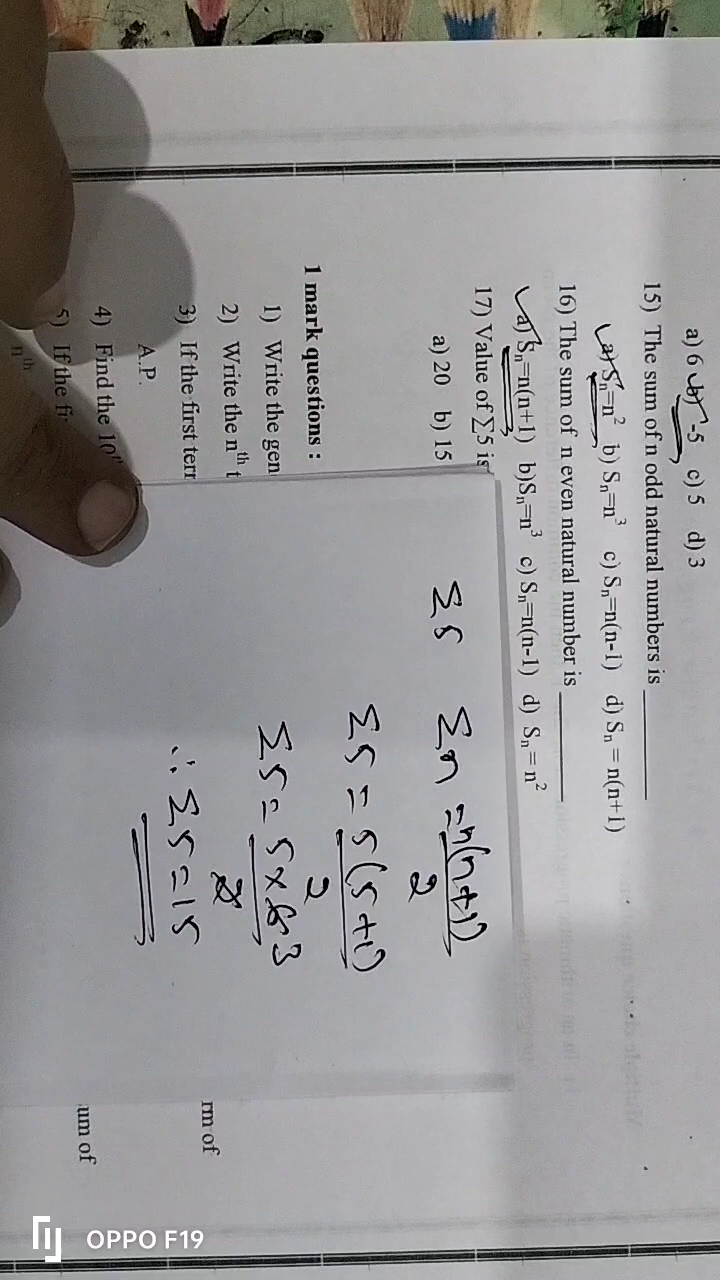 a) 6 b) -5 c) 5 d) 3
15) The sum of n odd natural numbers is ________
a) Sn=n² b) Sn=n³ c) Sn=n(n-1) d) Sn = n(n+1)
16) The sum of n even natural number is ________
a) Sn=n(n+1) b)Sn=n³ c) Sn=n(n-1) d) Sn = n²
17) Value of ∑5 is
a) 20 b) 15
∑5 ∑n = n(n+1)/2
∑5 = 5(5+1)/2
∑5 = 5×6 3/2
∴ ∑5 = 15
1 mark questions :
1) Write the gen
2) Write the nth t
3) If the first terr
rm of
A.P.
4) Find the 10
5) If the fi
um of
nth
OPPO F19